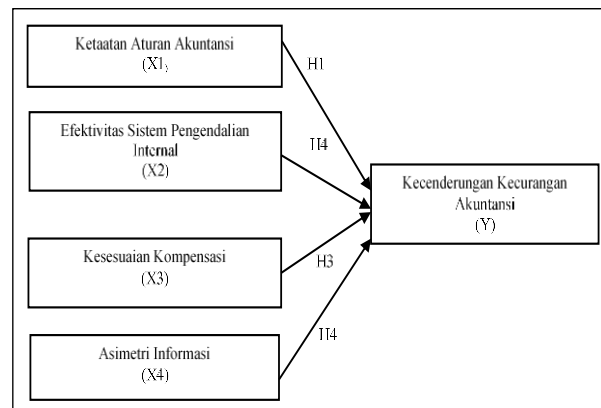 Ketaatan Aturan Akuntansi
(X1)
H1
Efektivitas Sistem Pengendalian
Internal
(X2)
H4
Kecenderungan Kecurangan
Akuntansi
(Y)
Kesesuaian Kompensasi
(X3)
H3
Asimetri Informasi
(X4)
H4